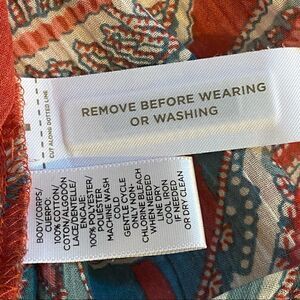 CUT ALONG DOTTED LINE
REMOVE BEFORE WEARING
OR WASHING
BODY/CORPS/
CUERPO:
100% COTTON/
COTON/ALGODON
LACE/DENTELLE/
ENCAJE:
100% POLYESTER/
POLYESTER
MACHINE WASH
COLD
GENTLE CYCLE
ONLY NON-
CHLORINE BLEACH
WHEN NEEDED
LINE DRY
COOL IRON
IF NEEDED
OR DRY CLEAN